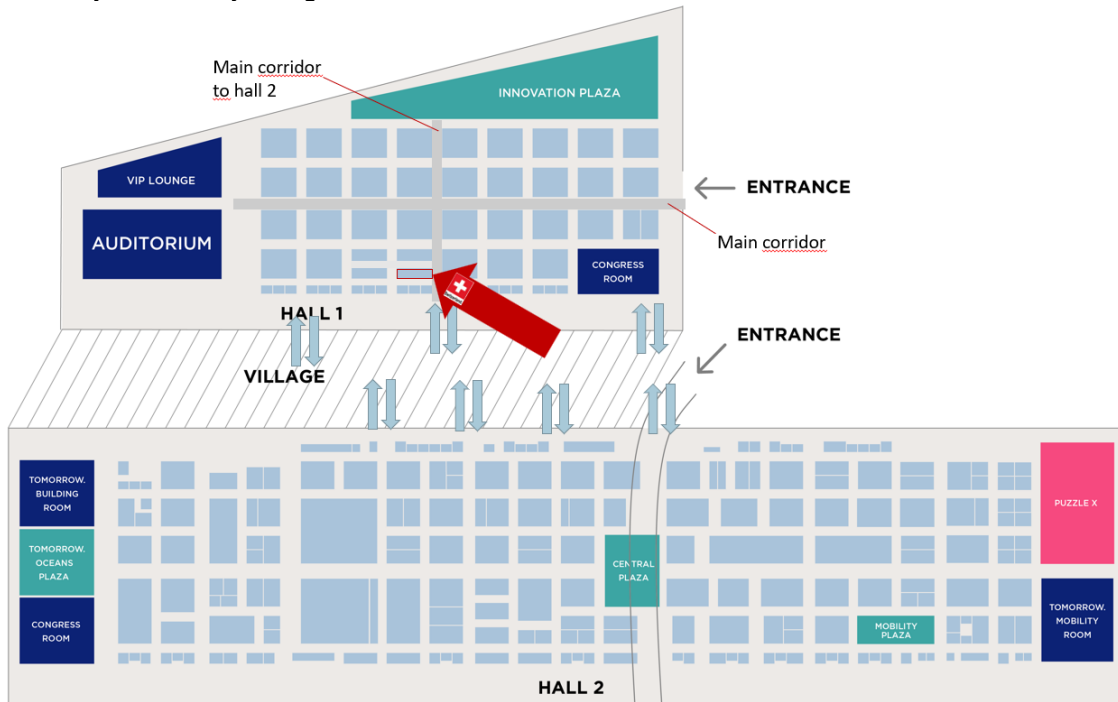 Main corridor
to hall 2
INNOVATION PLAZA
VIP LOUNGE
ENTRANCE
AUDITORIUM
Main corridor
CONGRESS
ROOM
HALL 1
ENTRANCE
VILLAGE
TOMORROW.
BUILDING
ROOM
PUZZLE X
TOMORROW.
OCEANS
PLAZA
CENTRAL
PLAZA
CONGRESS
ROOM
MOBILITY
PLAZA
TOMORROW.
MOBILITY
ROOM
HALL 2